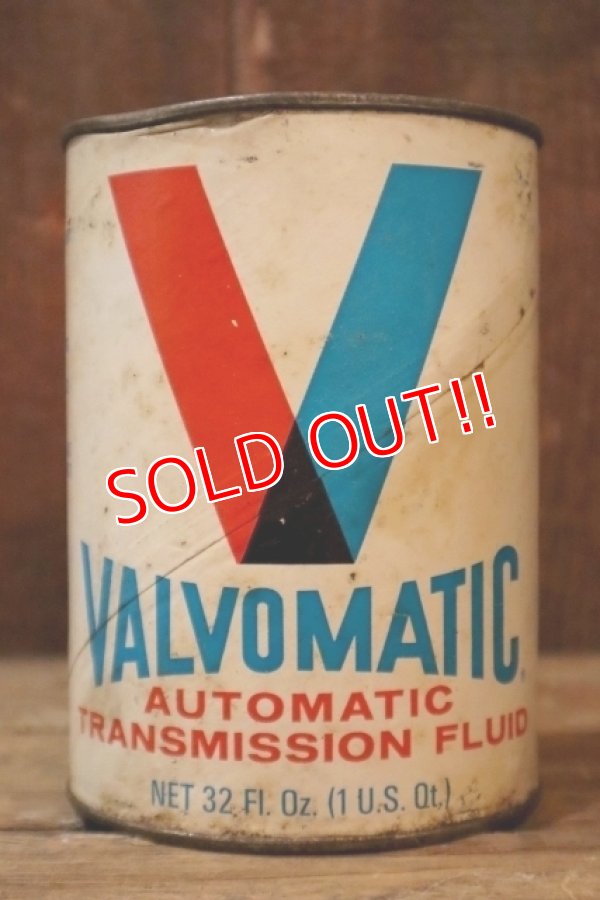 V
SOLD OUT!!
VALVOMATIC
AUTOMATIC
TRANSMISSION FLUID
NET 32 Fl. Oz. (1 U.S. Qt.)